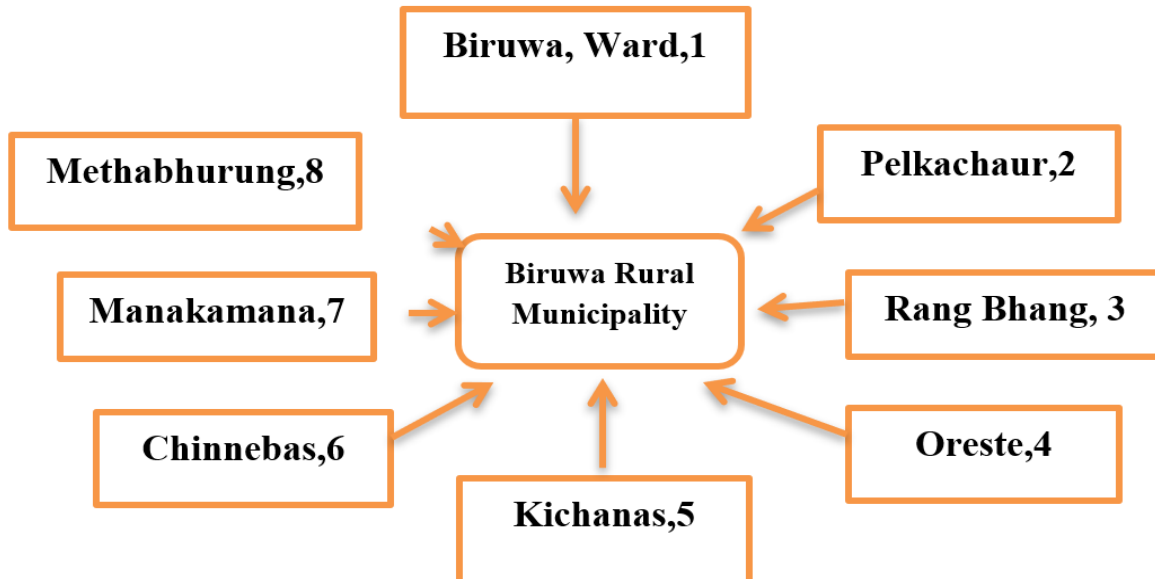 Biruwa, Ward,1
Methabhurung,8
Pelkachaur,2
Biruwa Rural
Municipality
Manakamana,7
Rang Bhang, 3
Chinnebas,6
Oreste,4
Kichanas,5